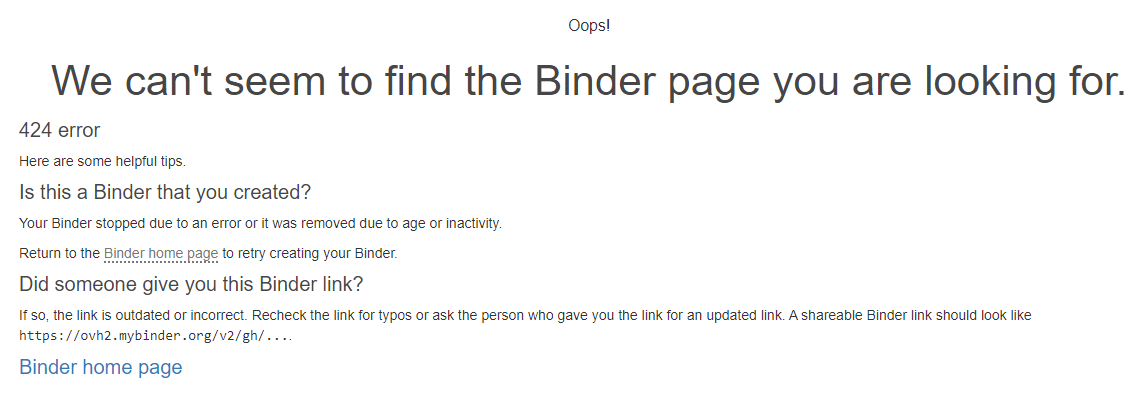 Oops!
We can't seem to find the Binder page you are looking for.
424 error
Here are some helpful tips.
Is this a Binder that you created?
Your Binder stopped due to an error or it was removed due to age or inactivity.
Return to the Binder home page to retry creating your Binder.
Did someone give you this Binder link?
If so, the link is outdated or incorrect. Recheck the link for typos or ask the person who gave you the link for an updated link. A shareable Binder link should look like
https://ovh2.mybinder.org/v2/gh/....
Binder home page